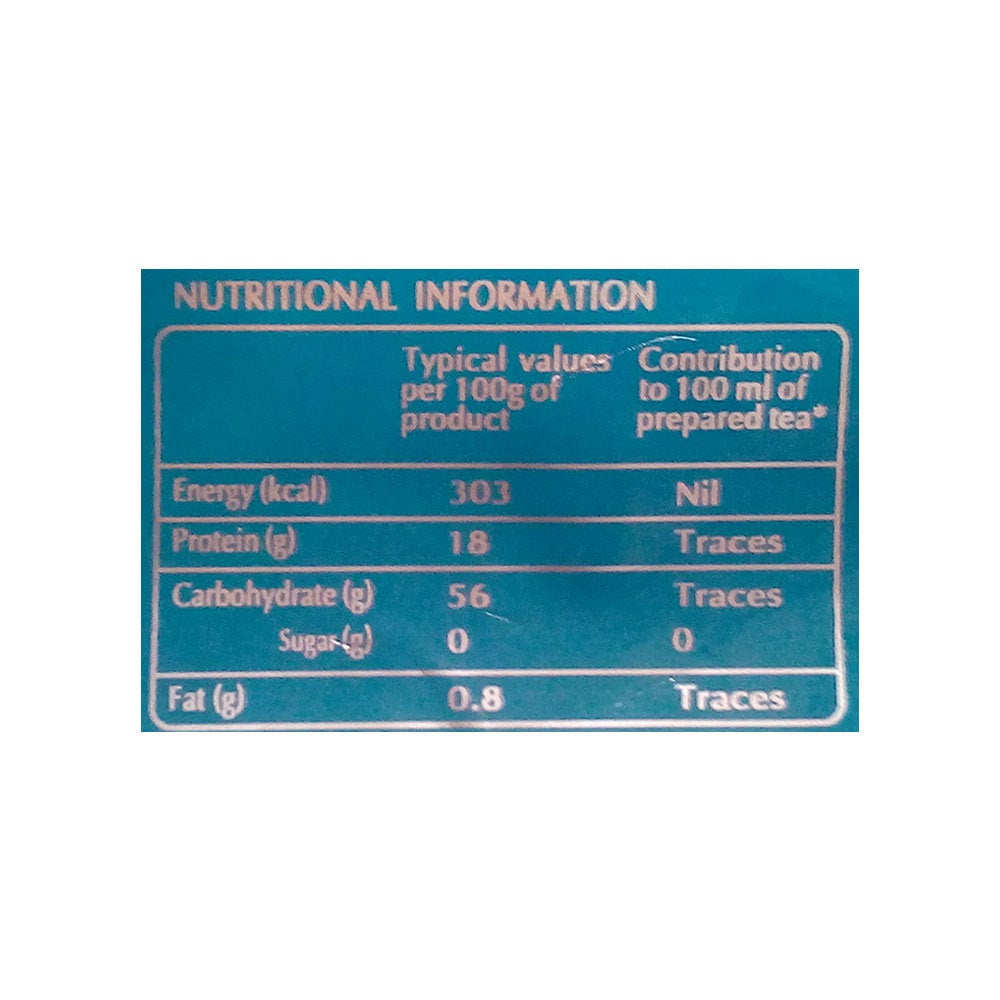 NUTRITIONAL INFORMATION
Typical values Contribution
per 100g of to 100 ml of
product prepared tea*
Energy (kcal) 303 Nil
Protein (g) 18 Traces
Carbohydrate (g) 56 Traces
Sugar (g) 0 0
Fat (g) 0.8 Traces